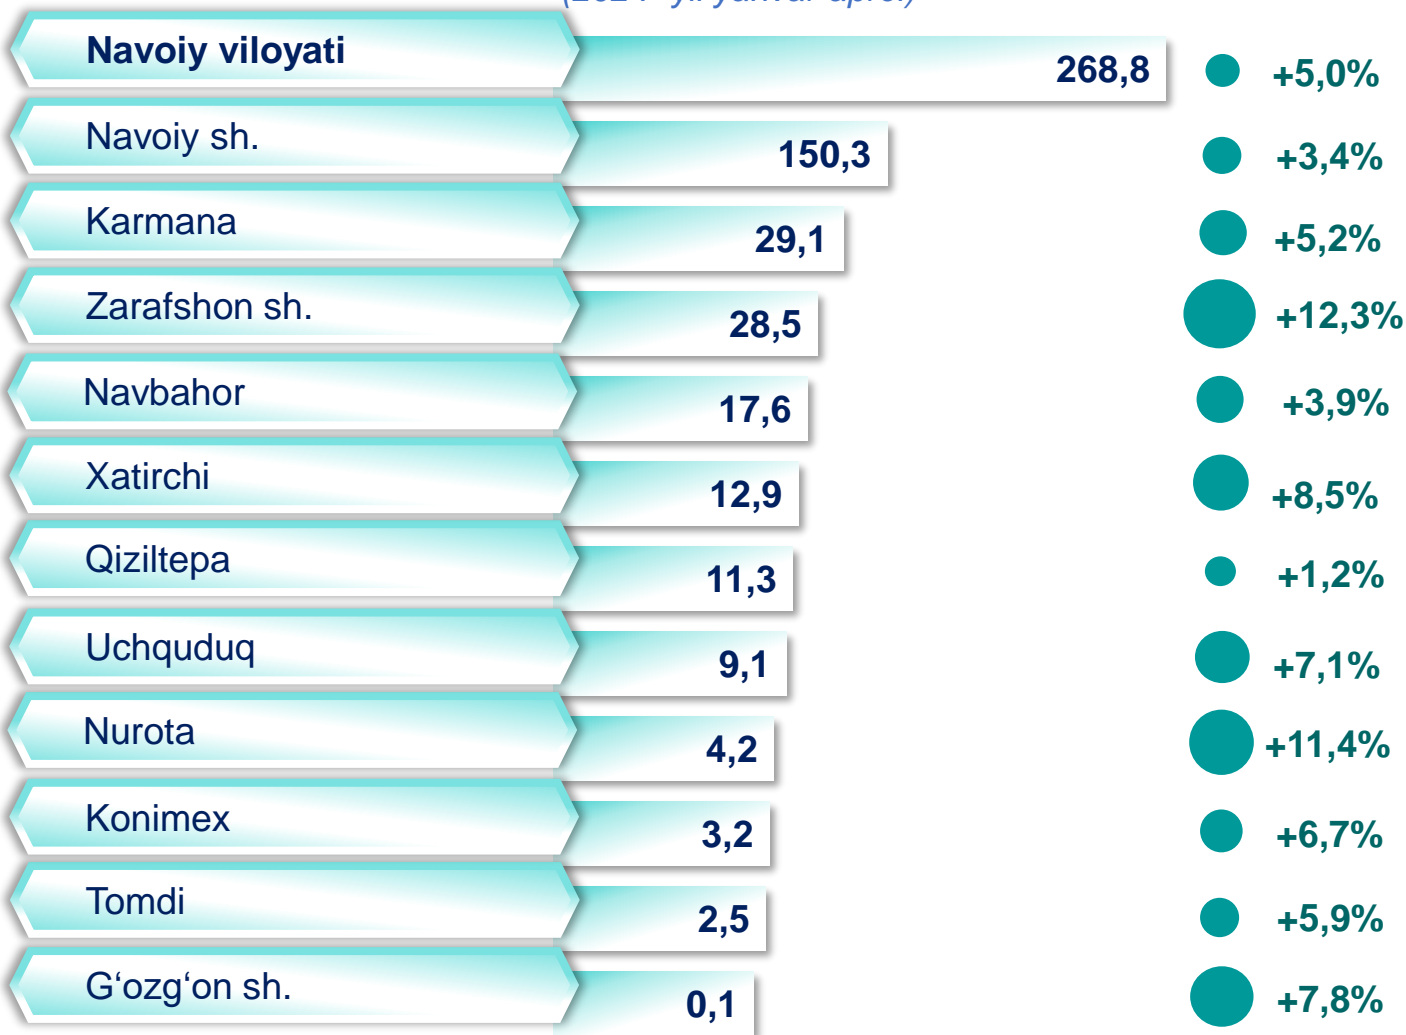 Navoiy viloyati 268,8 +5,0%
Navoiy sh. 150,3 +3,4%
Karmana 29,1 +5,2%
Zarafshon sh. 28,5 +12,3%
Navbahor 17,6 +3,9%
Xatirchi 12,9 +8,5%
Qiziltepa 11,3 +1,2%
Uchquduq 9,1 +7,1%
Nurota 4,2 +11,4%
Konimex 3,2 +6,7%
Tomdi 2,5 +5,9%
G‘ozg‘on sh. 0,1 +7,8%